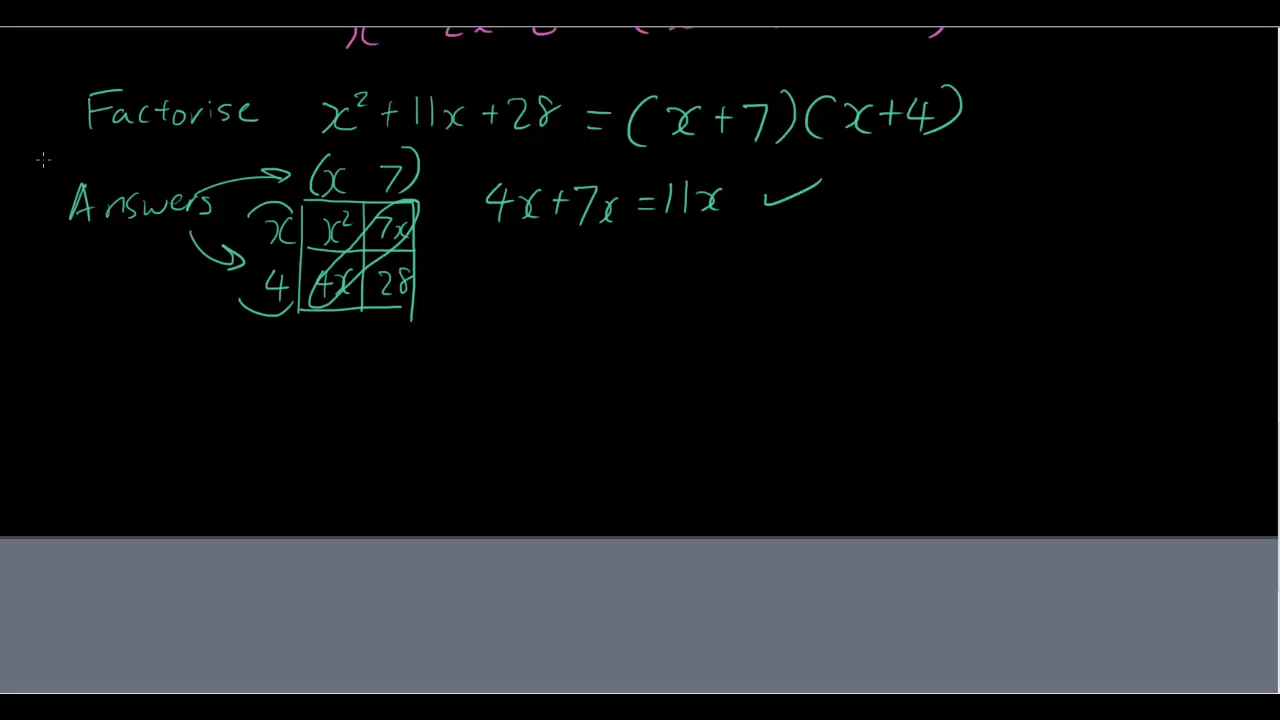 Factorise x² + 11x + 28 = (x + 7)(x + 4)
(x 7)
Answers
x x² 7x
4 4x 28
4x + 7x = 11x ✓